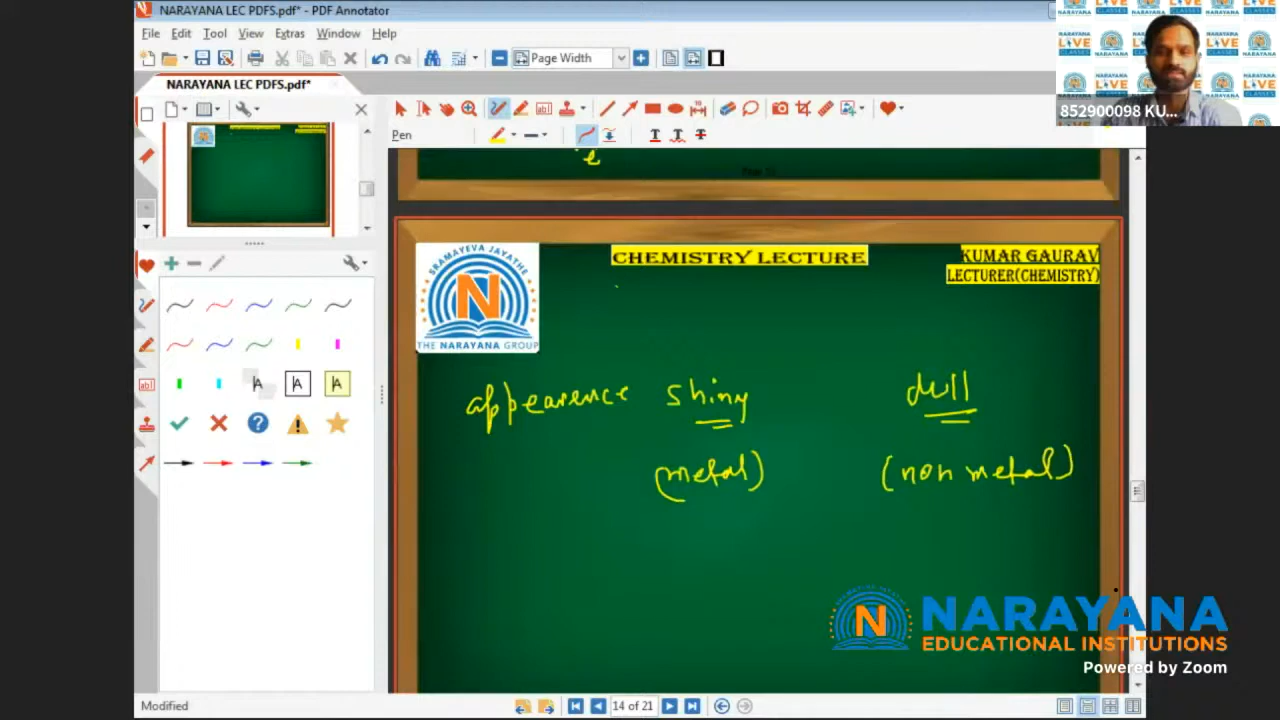 NARAYANA LEC PDFS.pdf* - PDF Annotator
File Edit Tool View Extras Window Help
Page Width
NARAYANA LEC PDFS.pdf*
Pen
852900098 KU...
SRAMAYEVA JAYATHE
N
THE NARAYANA GROUP
CHEMISTRY LECTURE
KUMAR GAURAV
LECTURER(CHEMISTRY)
appearence shiny dull
(metal) (non metal)
N NARAYANA
EDUCATIONAL INSTITUTIONS
Powered by Zoom
Modified
14 of 21